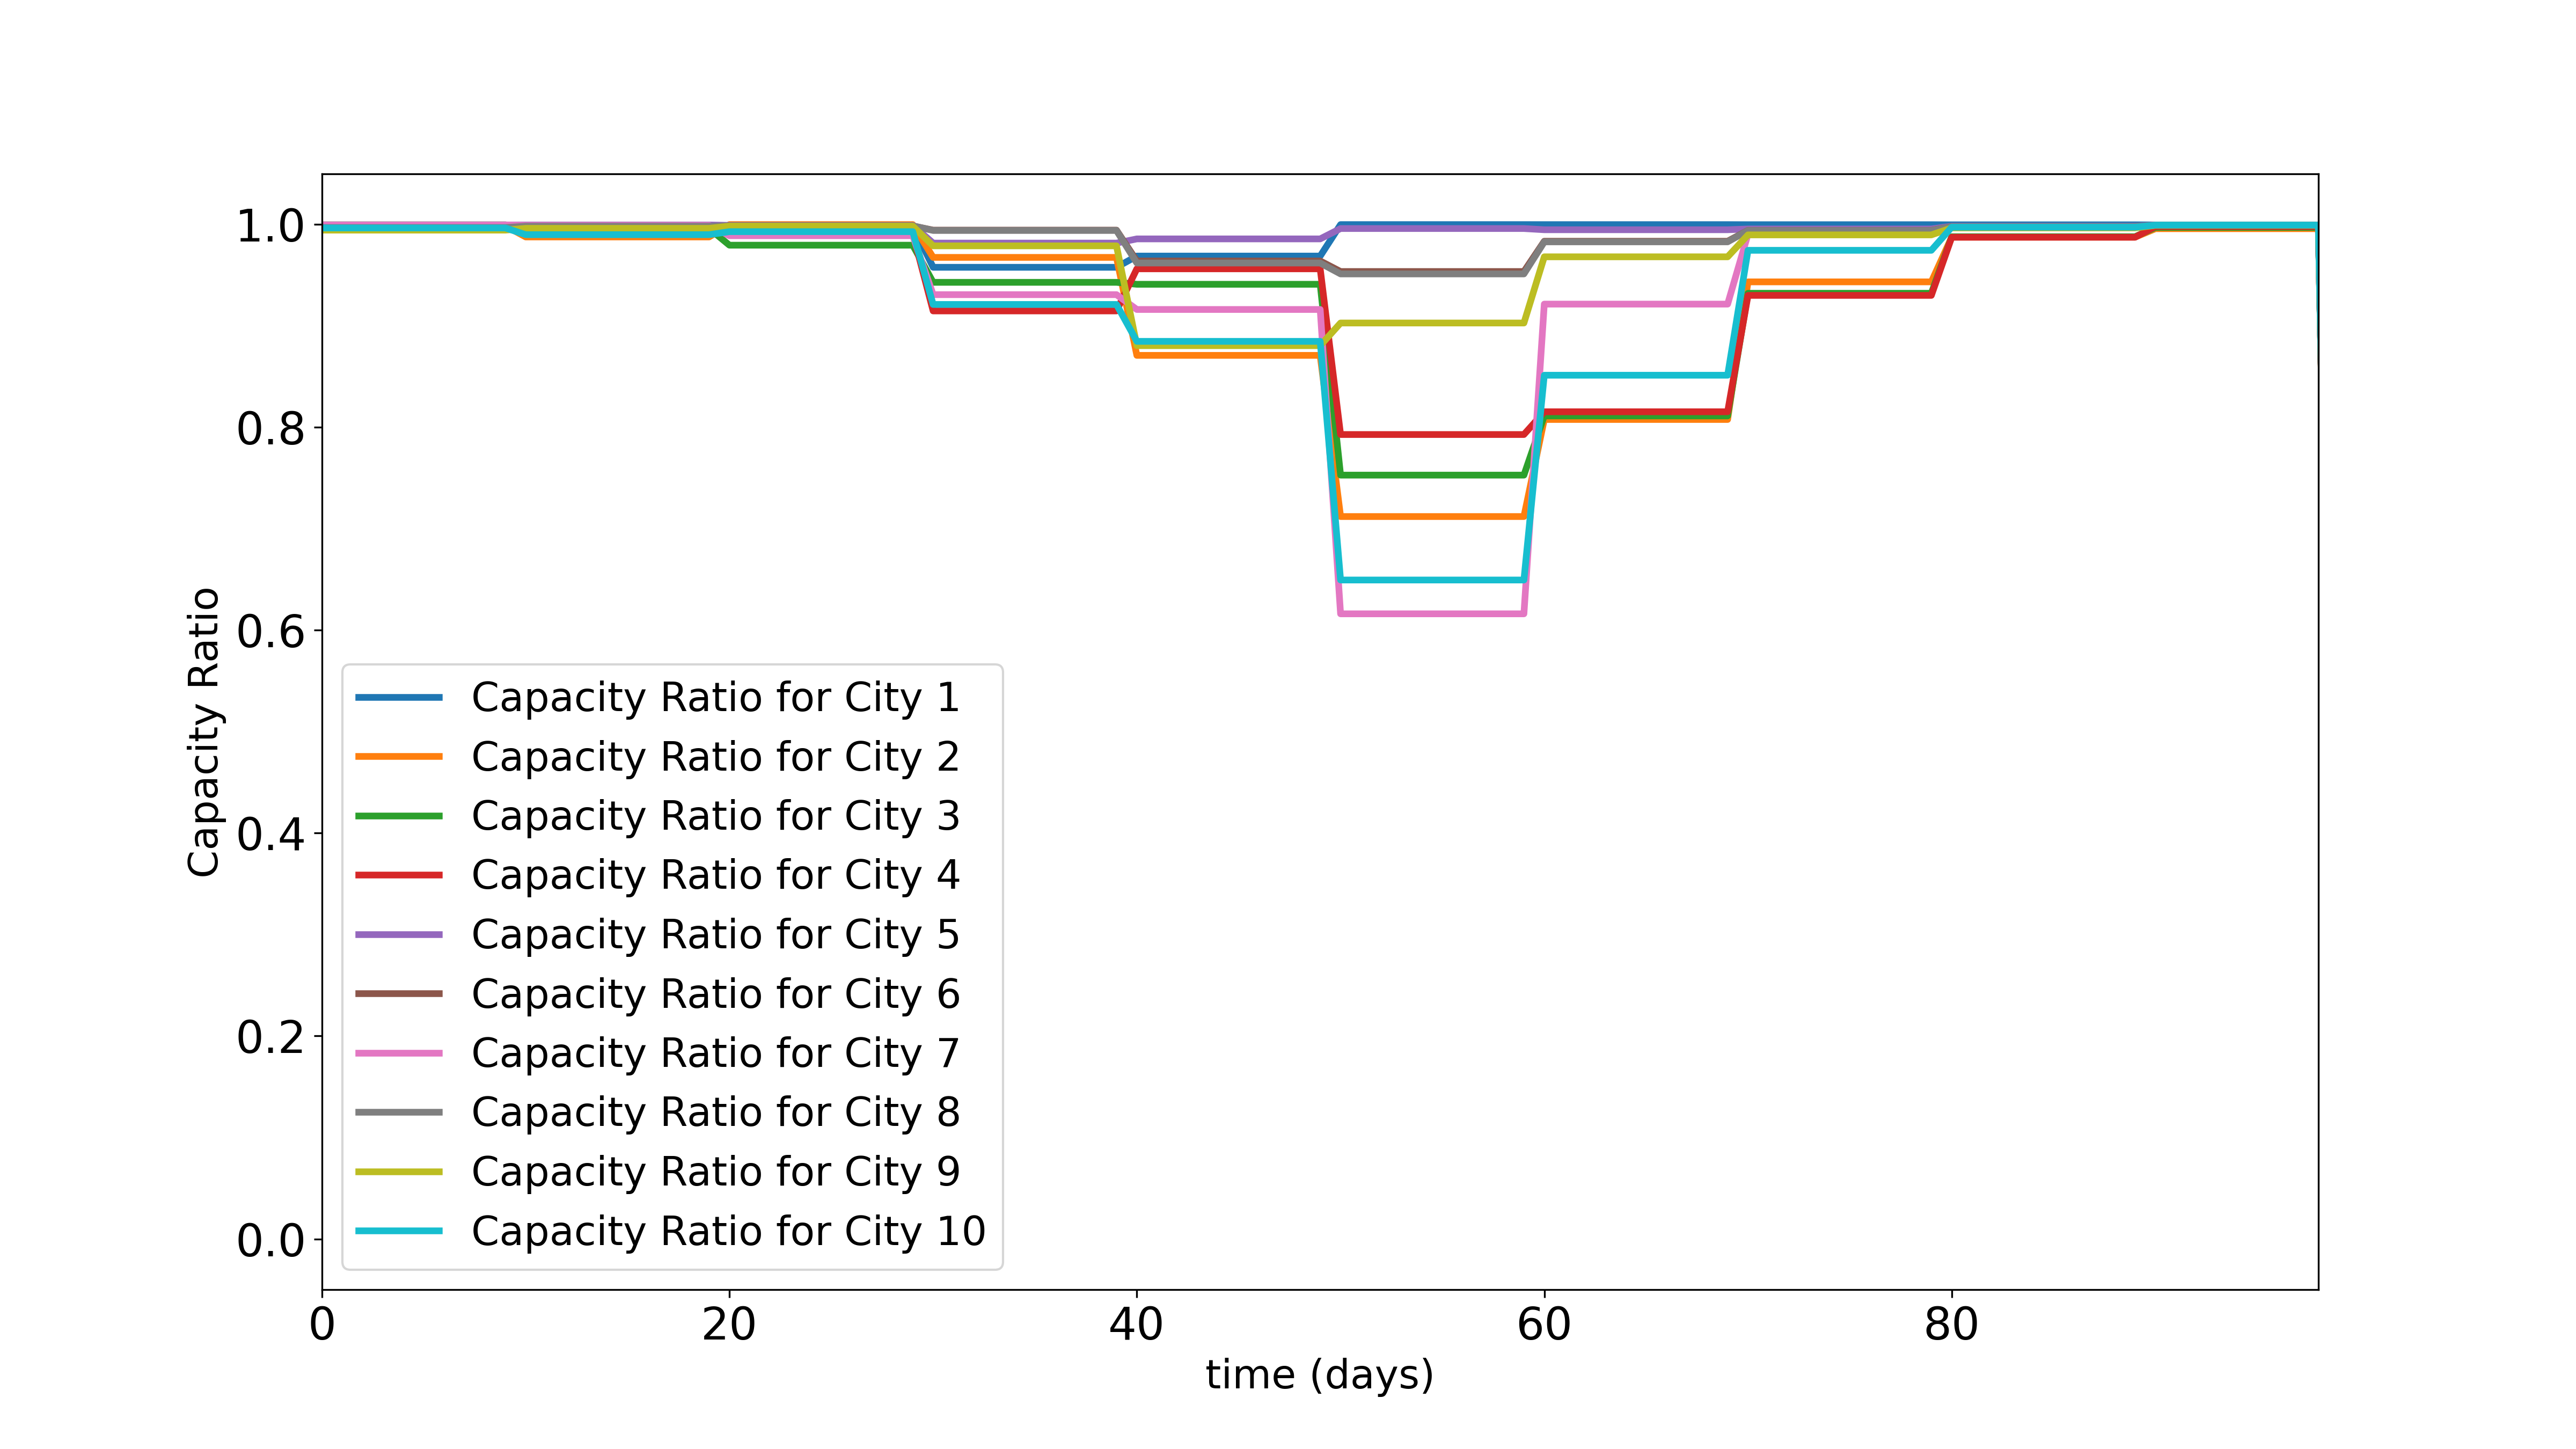 1.0
0.8
0.6
0.4
0.2
0.0
Capacity Ratio
Capacity Ratio for City 1
Capacity Ratio for City 2
Capacity Ratio for City 3
Capacity Ratio for City 4
Capacity Ratio for City 5
Capacity Ratio for City 6
Capacity Ratio for City 7
Capacity Ratio for City 8
Capacity Ratio for City 9
Capacity Ratio for City 10
0 20 40 60 80
time (days)